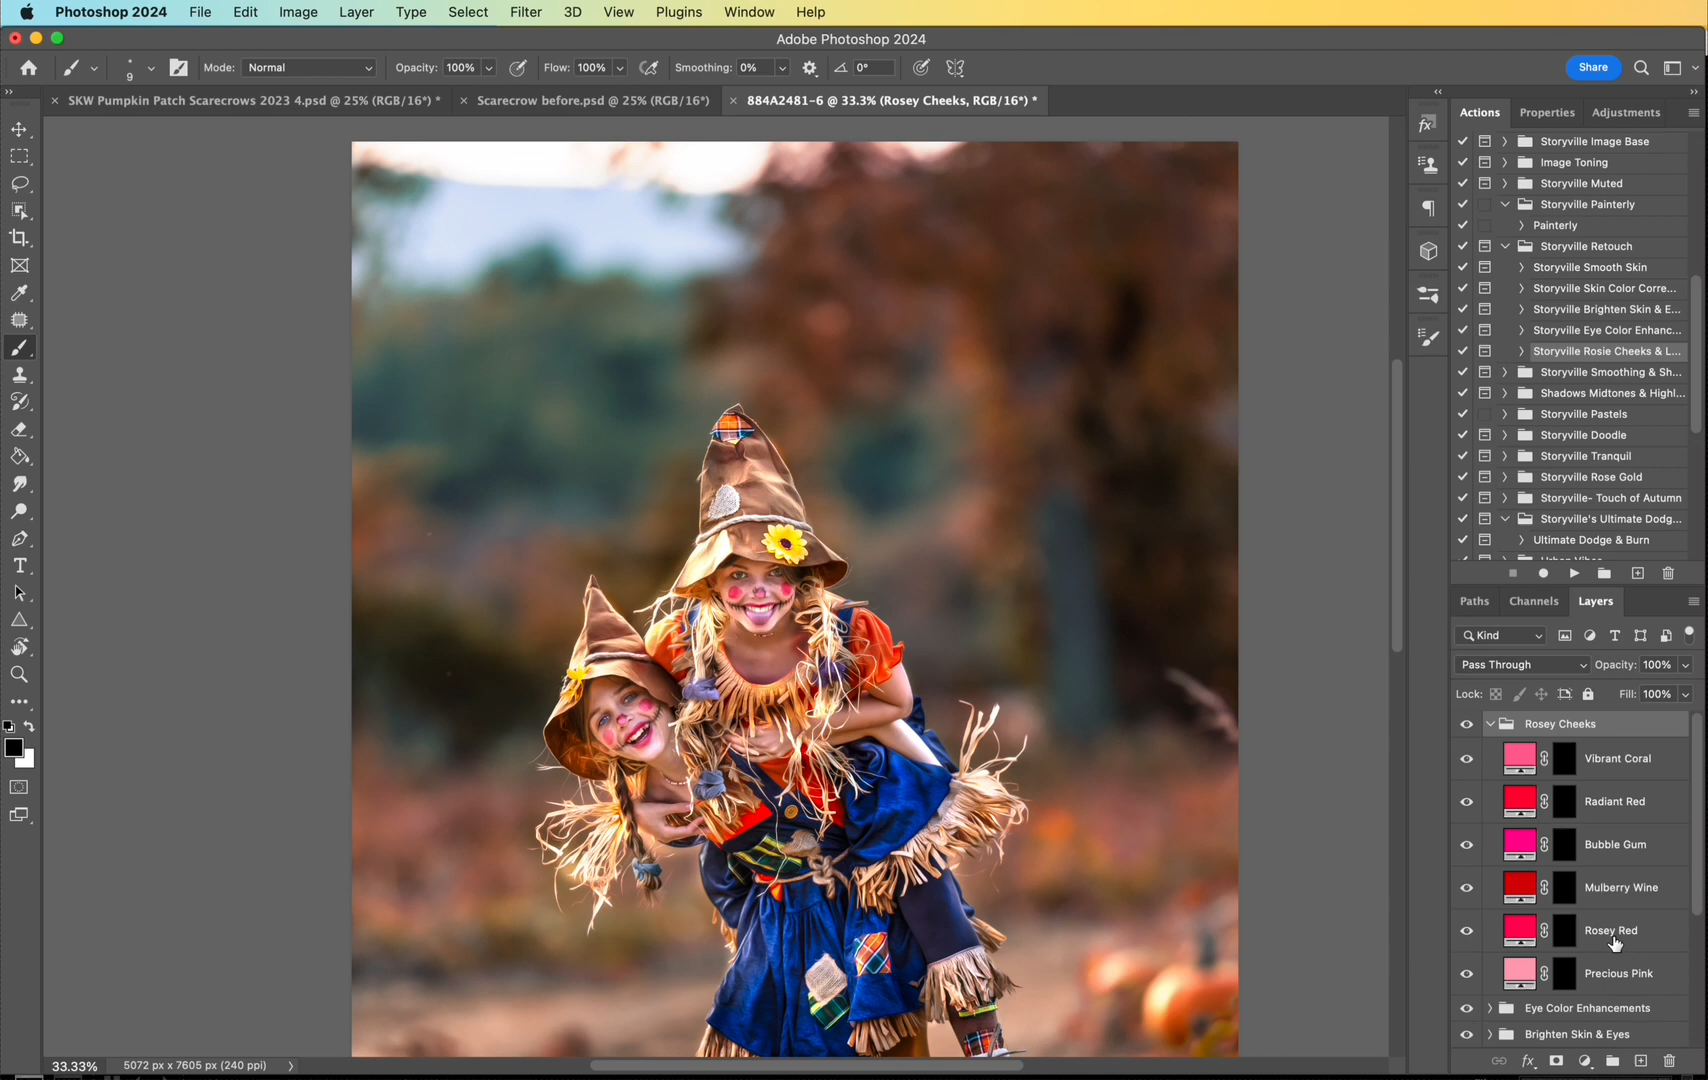 Photoshop 2024 File Edit Image Layer Type Select Filter 3D View Plugins Window Help
Adobe Photoshop 2024
9 Mode: Normal Opacity: 100% Flow: 100% Smoothing: 0% 0° Share
SKW Pumpkin Patch Scarecrows 2023 4.psd @ 25% (RGB/16*) * Scarecrow before.psd @ 25% (RGB/16*) 884A2481-6 @ 33.3% (Rosey Cheeks, RGB/16*) *
Actions Properties Adjustments
Storyville Image Base
Image Toning
Storyville Muted
Storyville Painterly
Painterly
Storyville Retouch
Storyville Smooth Skin
Storyville Skin Color Corre...
Storyville Brighten Skin & E...
Storyville Eye Color Enhanc...
Storyville Rosie Cheeks & L...
Storyville Smoothing & Sh...
Shadows Midtones & Highl...
Storyville Pastels
Storyville Doodle
Storyville Tranquil
Storyville Rose Gold
Storyville- Touch of Autumn
Storyville's Ultimate Dodg...
Ultimate Dodge & Burn
Paths Channels Layers
Kind
Pass Through Opacity: 100%
Lock: Fill: 100%
Rosey Cheeks
Vibrant Coral
Radiant Red
Bubble Gum
Mulberry Wine
Rosey Red
Precious Pink
Eye Color Enhancements
Brighten Skin & Eyes
33.33% 5072 px x 7605 px (240 ppi)